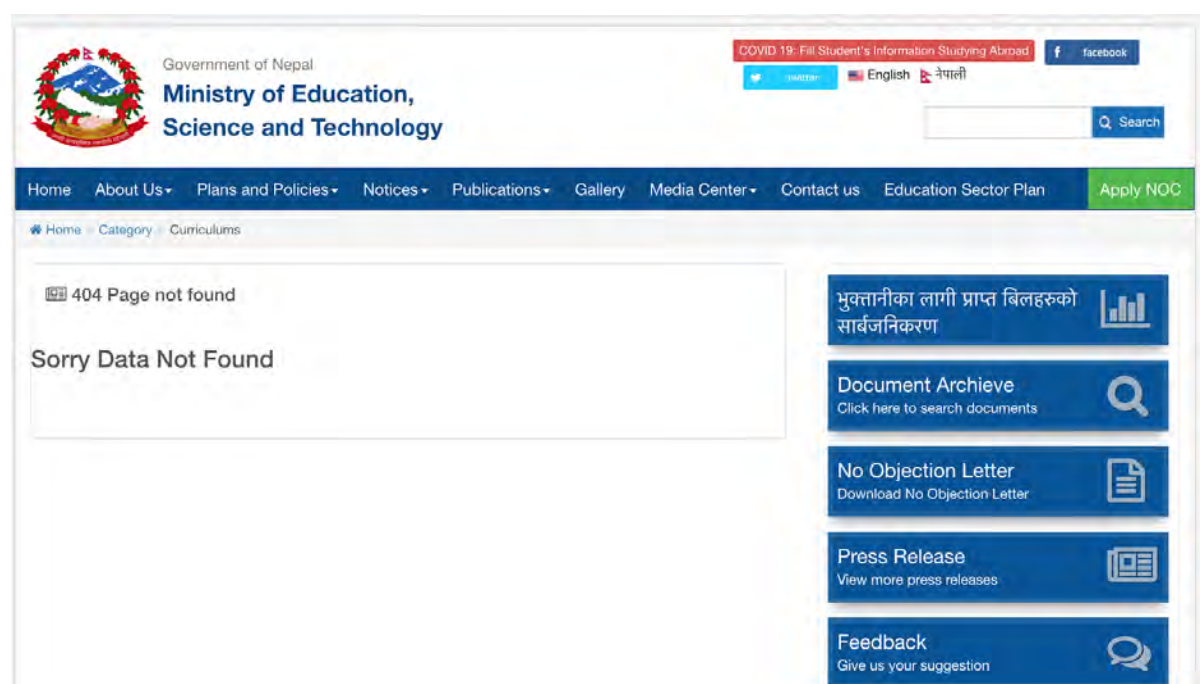 Government of Nepal
Ministry of Education,
Science and Technology
COVID 19: Fill Student's Information Studying Abroad
facebook
twitter
English नेपाली
Search
Home About Us Plans and Policies Notices Publications Gallery Media Center Contact us Education Sector Plan Apply NOC
Home Category Curriculums
404 Page not found
Sorry Data Not Found
भुक्तानीका लागी प्राप्त बिलहरुको
सार्बजनिकरण
Document Archieve
Click here to search documents
No Objection Letter
Download No Objection Letter
Press Release
View more press releases
Feedback
Give us your suggestion